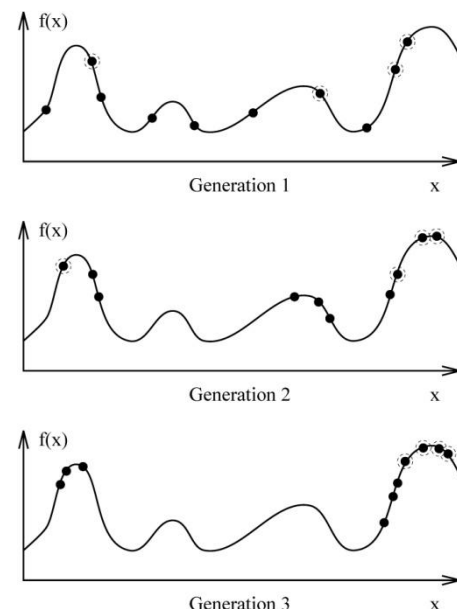 f(x)
Generation 1 x
f(x)
Generation 2 x
f(x)
Generation 3 x